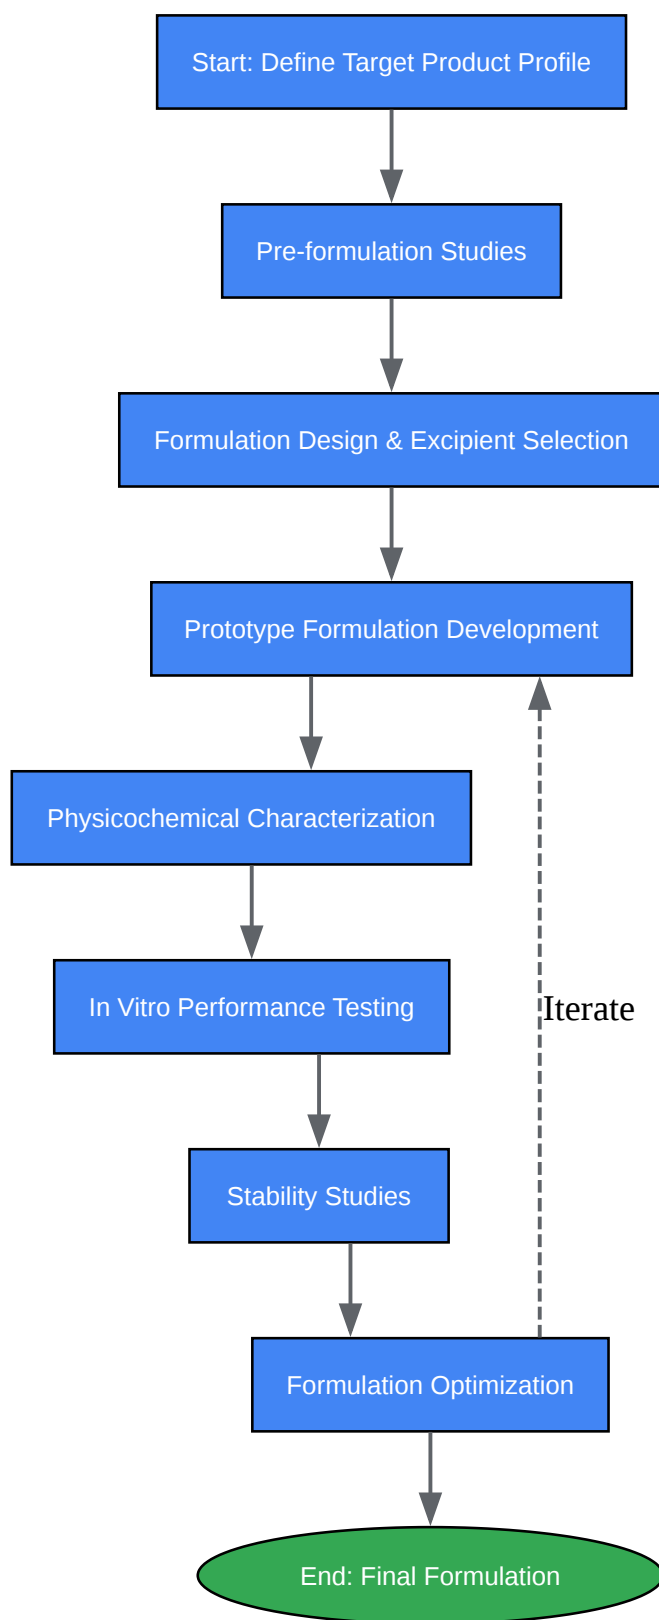 Start: Define Target Product Profile
Pre-formulation Studies
Formulation Design & Excipient Selection
Prototype Formulation Development
Physicochemical Characterization
In Vitro Performance Testing
Iterate
Stability Studies
Formulation Optimization
End: Final Formulation